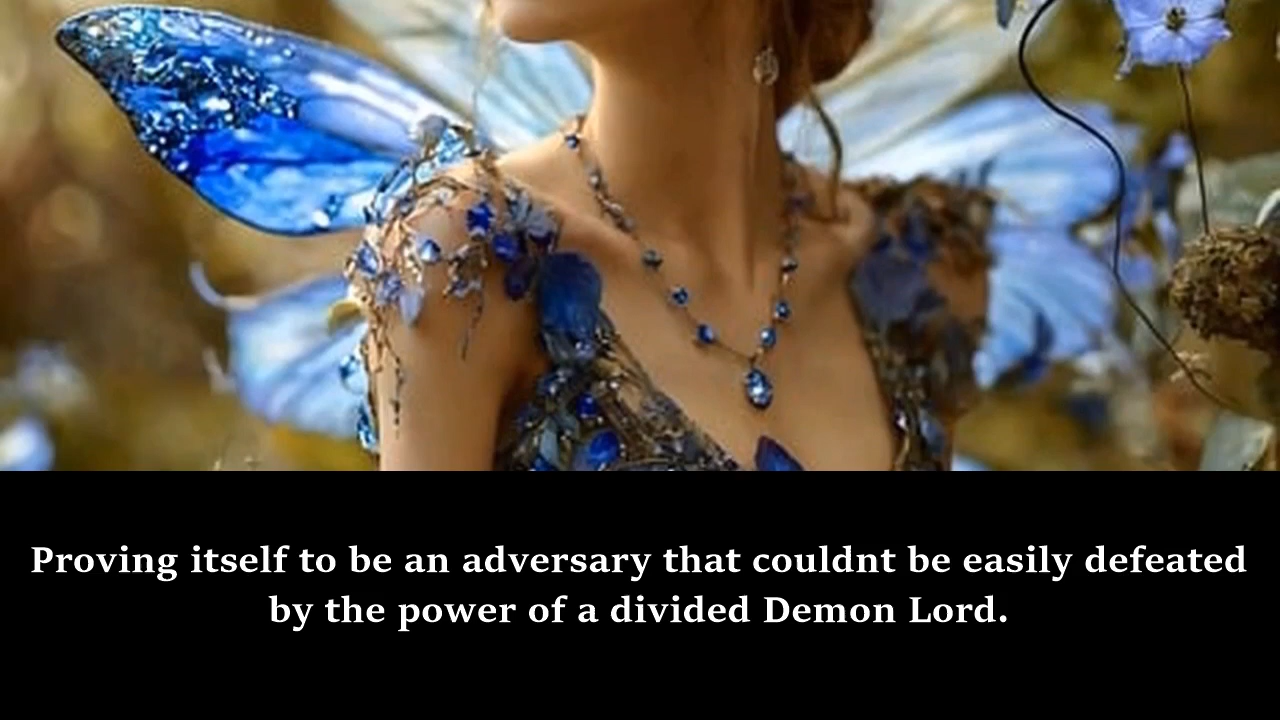 Proving itself to be an adversary that couldnt be easily defeated
by the power of a divided Demon Lord.